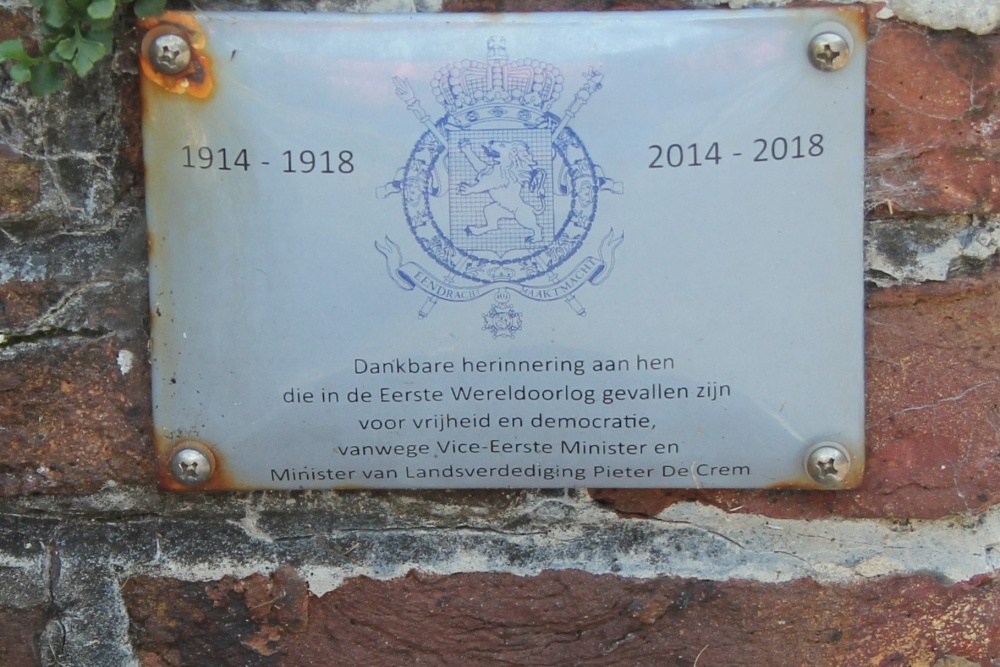 1914 - 1918
2014 - 2018
EENDRACHT MAAKT MACHT
Dankbare herinnering aan hen
die in de Eerste Wereldoorlog gevallen zijn
voor vrijheid en democratie,
vanwege Vice-Eerste Minister en
Minister van Landsverdediging Pieter De Crem